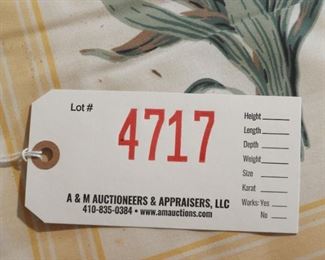 Lot #
4717
Height
Length
Depth
Weight
Size
Karat
Works: Yes
No
A & M AUCTIONEERS & APPRAISERS, LLC
410-835-0384 • www.amauctions.com